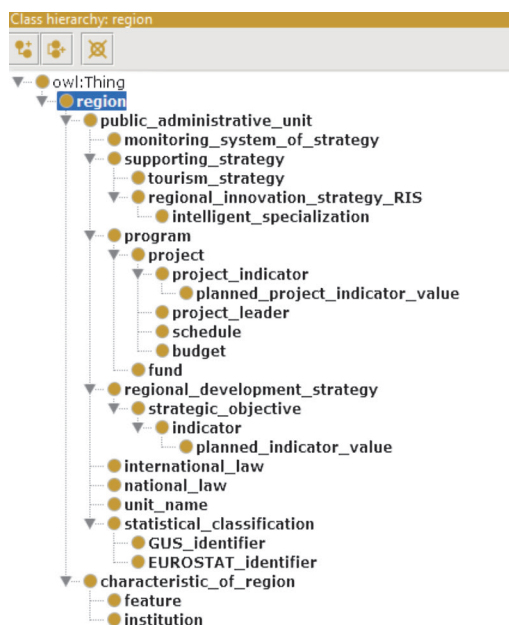 Class hierarchy: region
owl:Thing
region
public_administrative_unit
monitoring_system_of_strategy
supporting_strategy
tourism_strategy
regional_innovation_strategy_RIS
intelligent_specialization
program
project
project_indicator
planned_project_indicator_value
project_leader
schedule
budget
fund
regional_development_strategy
strategic_objective
indicator
planned_indicator_value
international_law
national_law
unit_name
statistical_classification
GUS_identifier
EUROSTAT_identifier
characteristic_of_region
feature
institution